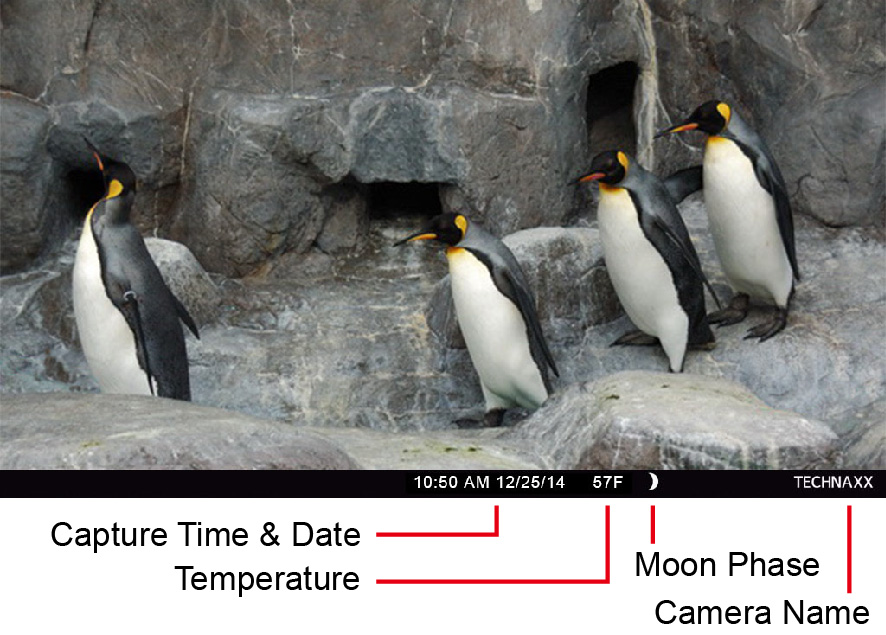 10:50 AM 12/25/14 57F TECHNAXX
Capture Time & Date
Temperature
Moon Phase
Camera Name